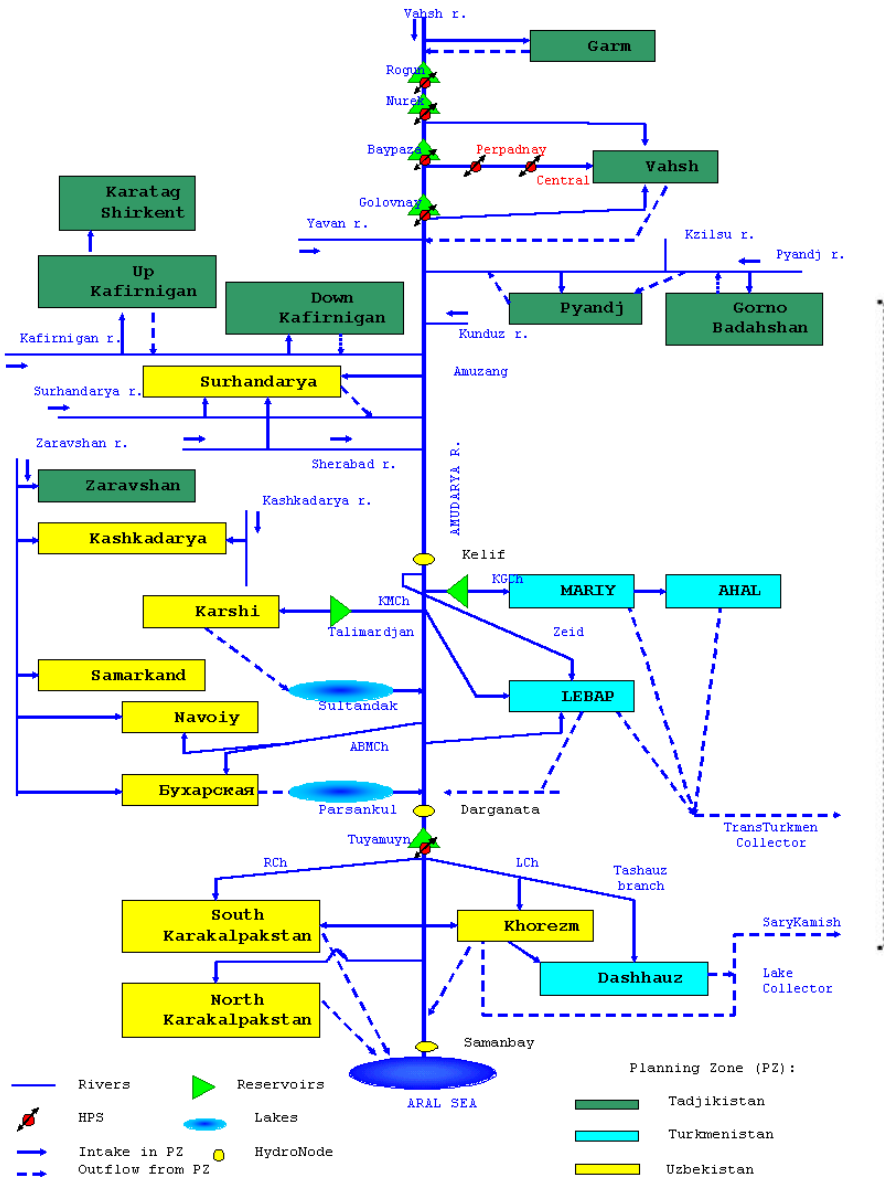 Vahsh r.
Garm
Rogun
Nurek
Baypaza
Perpadnay
Vahsh
Central
Karatag
Shirkent
Golovnay
Yavan r.
Kzilsu r.
Pyandj r.
Up
Kafirnigan
Down
Kafirnigan
Pyandj
Gorno
Badahshan
Kafirnigan r.
Kunduz r.
Surhandarya
Amuzang
Surhandarya r.
Zaravshan r.
Sherabad r.
AMUDARYA R.
Zaravshan
Kashkadarya r.
Kashkadarya
Kelif
KGCh
MARIY
AHAL
Karshi
KMCh
Talimardjan
Zeid
Samarkand
LEBAP
Sultandak
Navoiy
ABMCh
Бухарская
Parsankul
Darganata
TransTurkmen
Collector
Tuyamuyn
RCh
LCh
Tashauz
branch
South
Karakalpakstan
Khorezm
SaryKamish
Dashhauz
Lake
Collector
North
Karakalpakstan
Samanbay
ARAL SEA
Planning Zone (PZ):
Rivers
Reservoirs
Tadjikistan
HPS
Lakes
Turkmenistan
Intake in PZ
HydroNode
Outflow from PZ
Uzbekistan